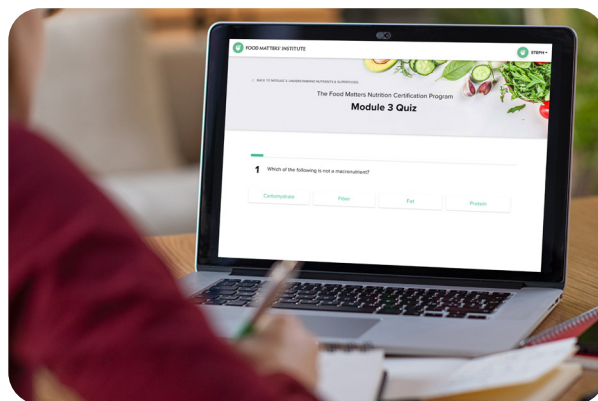 FOOD MATTERS' INSTITUTE
STEPH
BACK TO MODULE 3: UNDERSTANDING NUTRIENTS & SUPERFOODS
The Food Matters Nutrition Certification Program
Module 3 Quiz
1 Which of the following is not a macronutrient?
Carbohydrate Fiber Fat Protein